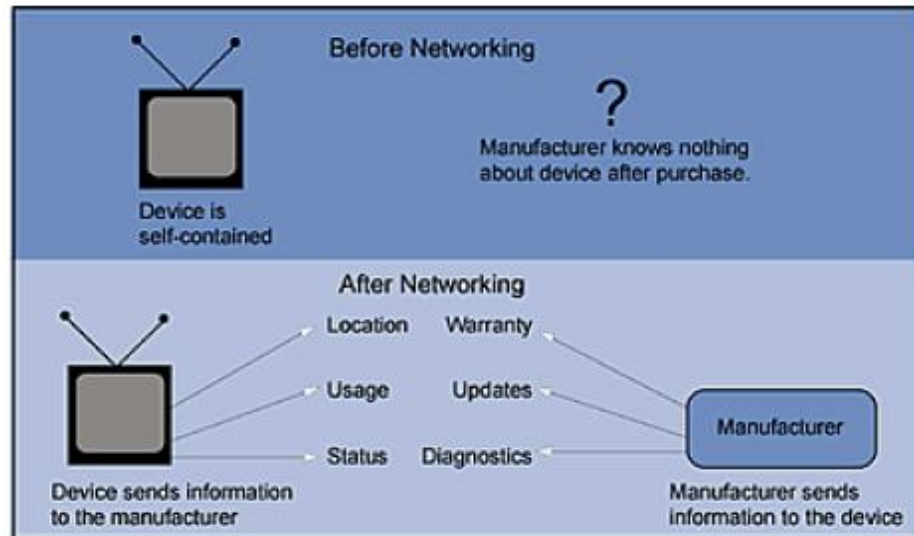 Before Networking
?
Manufacturer knows nothing
about device after purchase.
Device is
self-contained
After Networking
Location Warranty
Usage Updates
Status Diagnostics
Manufacturer
Device sends information
to the manufacturer
Manufacturer sends
information to the device